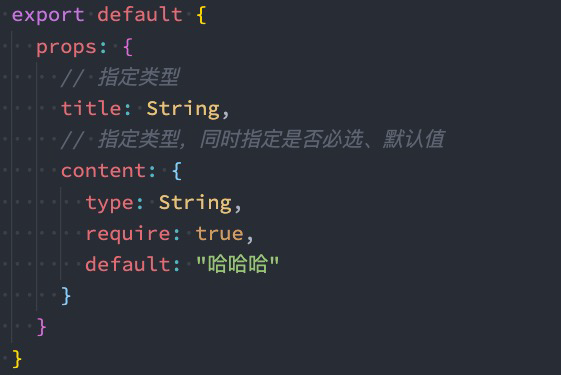 export default {
props: {
// 指定类型
title: String,
// 指定类型, 同时指定是否必选、默认值
content: {
type: String,
require: true,
default: "哈哈哈"
}
}
}